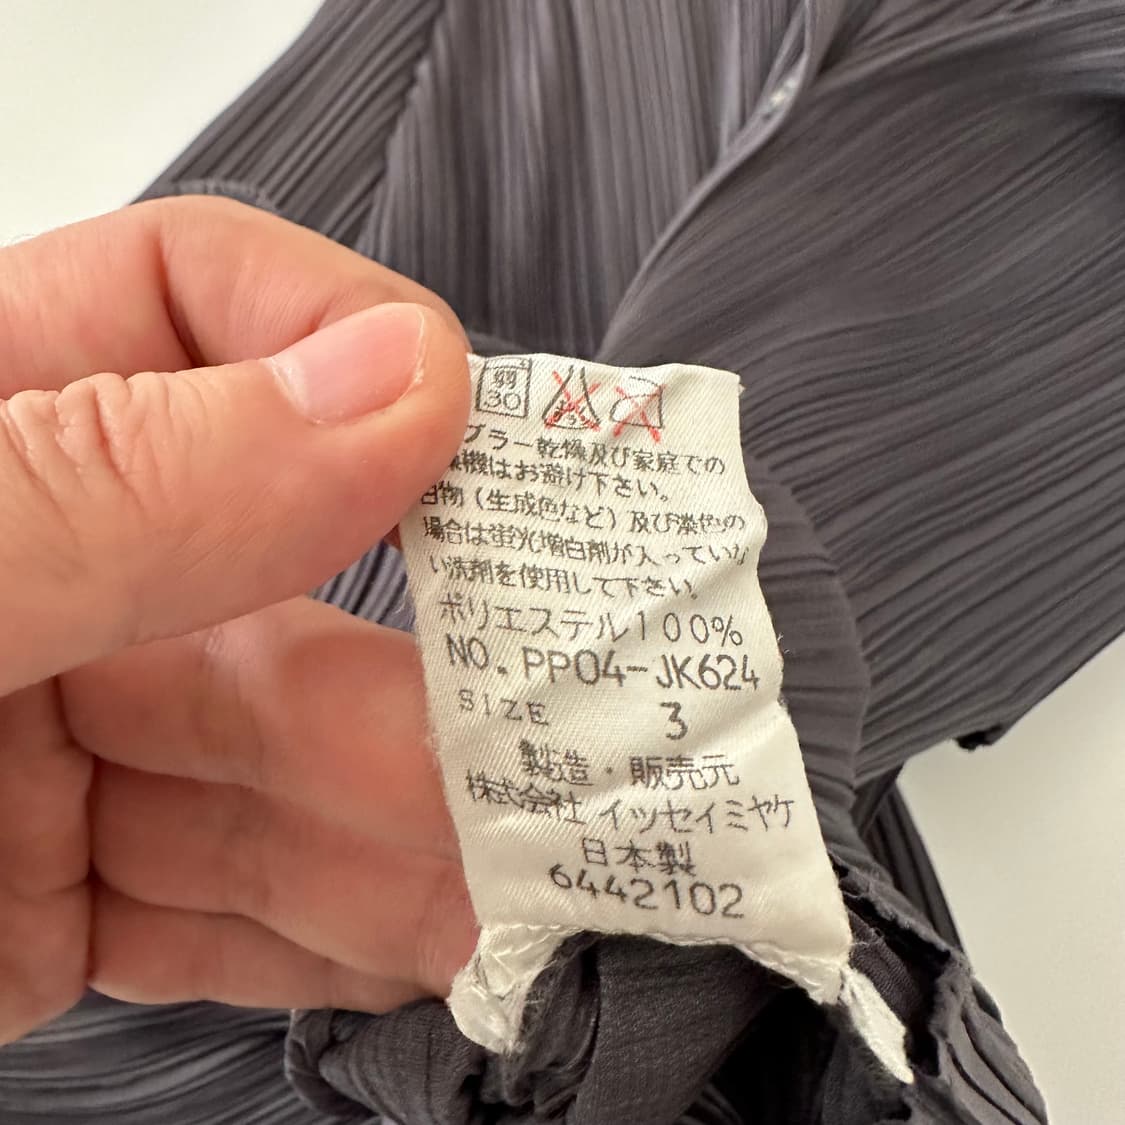 弱
30
ブラー乾燥及び家庭での
燥機はお避け下さい。
白物（生成色など）及び淡色の
場合は蛍光増白剤が入っていな
い洗剤を使用して下さい。
ポリエステル100%
NO. PP04-JK624
SIZE 3
製造・販売元
株式会社 イッセイミヤケ
日本製
6442102